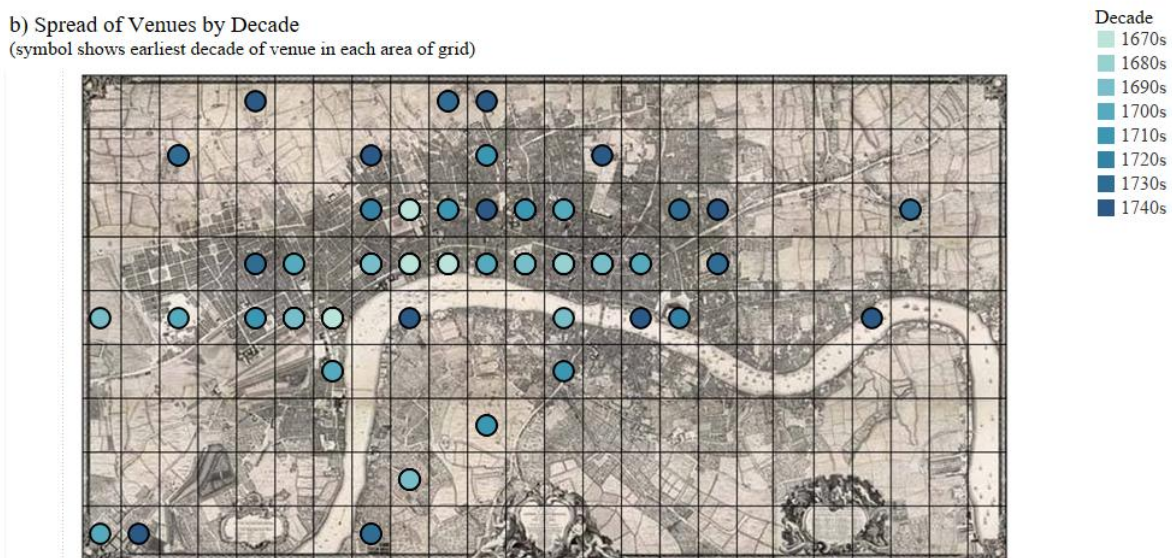 b) Spread of Venues by Decade
(symbol shows earliest decade of venue in each area of grid)
Decade
1670s
1680s
1690s
1700s
1710s
1720s
1730s
1740s